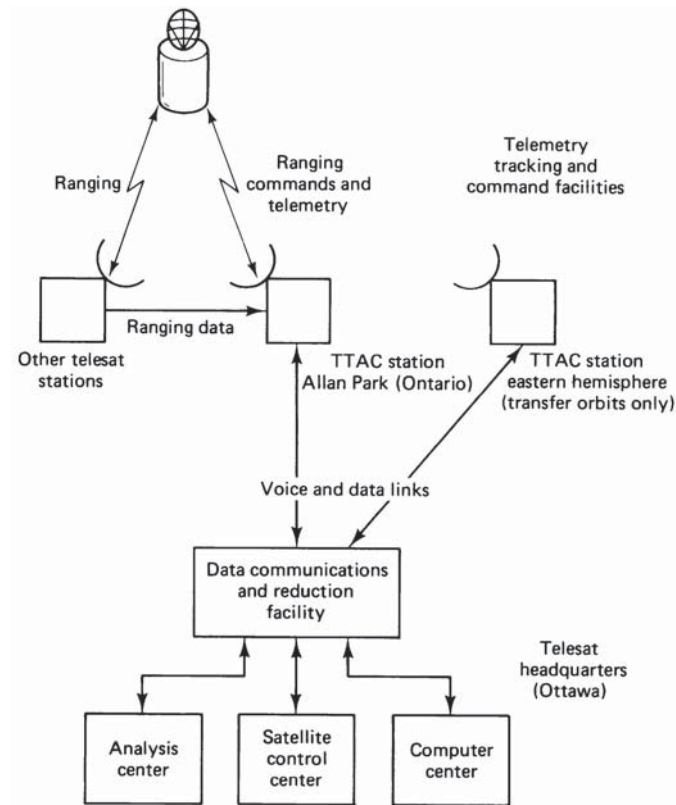 Ranging
Ranging
commands and
telemetry
Telemetry
tracking and
command facilities
Ranging data
Other telesat
stations
TTAC station
Allan Park (Ontario)
TTAC station
eastern hemisphere
(transfer orbits only)
Voice and data links
Data communications
and reduction
facility
Telesat
headquarters
(Ottawa)
Analysis
center
Satellite
control
center
Computer
center